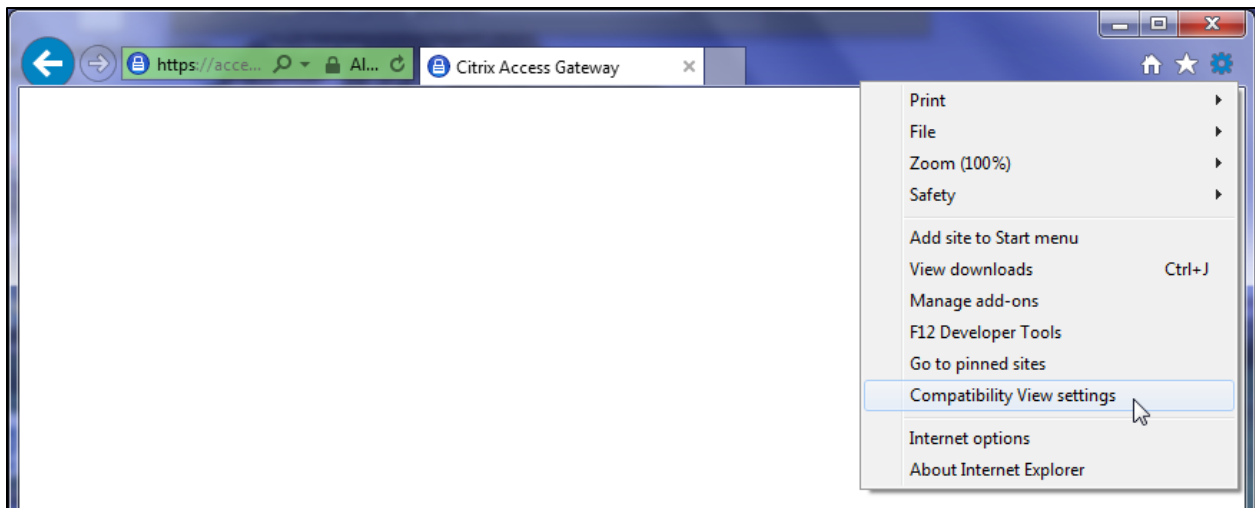 https://acce... Al... Citrix Access Gateway
Print
File
Zoom (100%)
Safety
Add site to Start menu
View downloads Ctrl+J
Manage add-ons
F12 Developer Tools
Go to pinned sites
Compatibility View settings
Internet options
About Internet Explorer